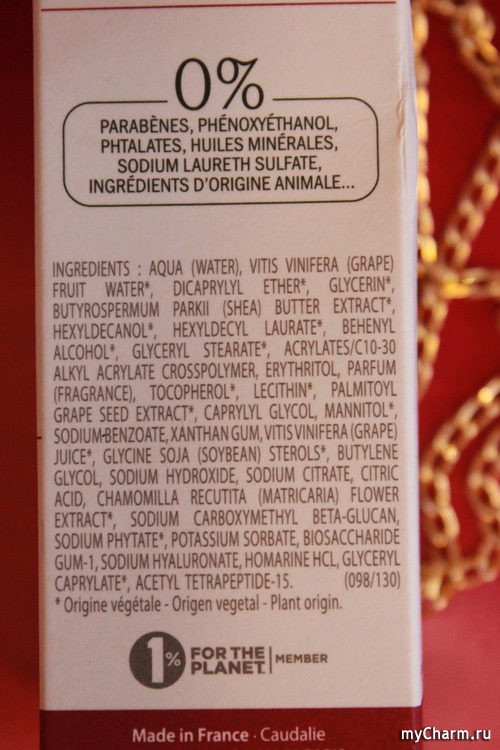 0%
PARABÈNES, PHÉNOXYÉTHANOL,
PHTALATES, HUILES MINÉRALES,
SODIUM LAURETH SULFATE,
INGRÉDIENTS D'ORIGINE ANIMALE...
INGREDIENTS : AQUA (WATER), VITIS VINIFERA (GRAPE)
FRUIT WATER*, DICAPRYLYL ETHER*, GLYCERIN*,
BUTYROSPERMUM PARKII (SHEA) BUTTER EXTRACT*,
HEXYLDECANOL*, HEXYLDECYL LAURATE*, BEHENYL
ALCOHOL*, GLYCERYL STEARATE*, ACRYLATES/C10-30
ALKYL ACRYLATE CROSSPOLYMER, ERYTHRITOL, PARFUM
(FRAGRANCE), TOCOPHEROL*, LECITHIN*, PALMITOYL
GRAPE SEED EXTRACT*, CAPRYLYL GLYCOL, MANNITOL*,
SODIUM-BENZOATE, XANTHAN GUM, VITIS VINIFERA (GRAPE)
JUICE*, GLYCINE SOJA (SOYBEAN) STEROLS*, BUTYLENE
GLYCOL, SODIUM HYDROXIDE, SODIUM CITRATE, CITRIC
ACID, CHAMOMILLA RECUTITA (MATRICARIA) FLOWER
EXTRACT*, SODIUM CARBOXYMETHYL BETA-GLUCAN,
SODIUM PHYTATE*, POTASSIUM SORBATE, BIOSACCHARIDE
GUM-1, SODIUM HYALURONATE, HOMARINE HCL, GLYCERYL
CAPRYLATE*, ACETYL TETRAPEPTIDE-15. (098/130)
* Origine végétale - Origen vegetal - Plant origin.
1% FOR THE
PLANET MEMBER
Made in France · Caudalie
myCharm.ru